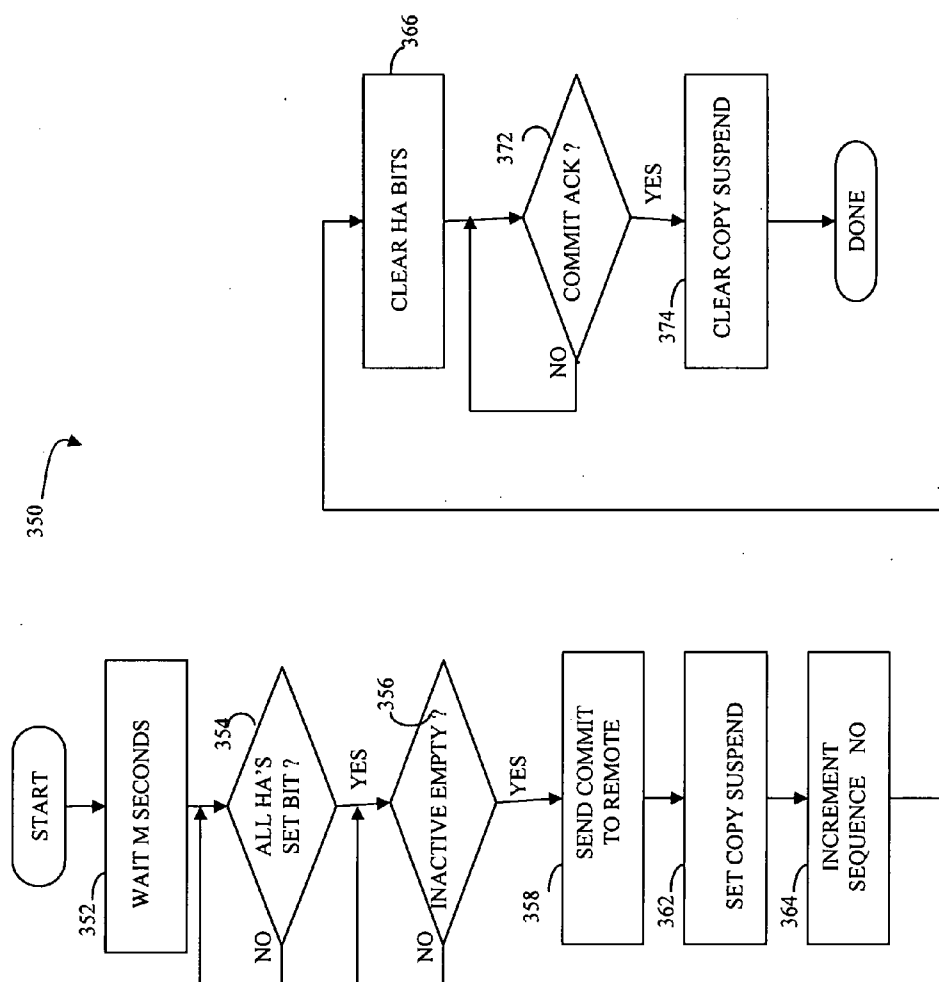 350
START
352
WAIT M SECONDS
354
ALL HA'S
SET BIT ?
NO
YES
356
INACTIVE EMPTY ?
NO
YES
358
SEND COMMIT
TO REMOTE
362
SET COPY SUSPEND
364
INCREMENT
SEQUENCE NO
366
CLEAR HA BITS
372
COMMIT ACK ?
NO
YES
374
CLEAR COPY SUSPEND
DONE